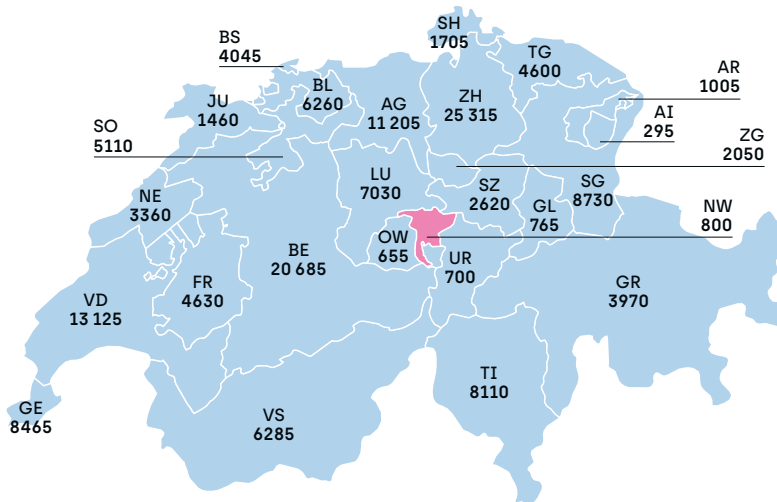 SH
1705
BS
4045
TG
4600
AR
1005
BL
6260
AG
11 205
ZH
25 315
JU
1460
AI
295
SO
5110
ZG
2050
LU
7030
SZ
2620
SG
8730
NE
3360
GL
765
NW
800
OW
655
BE
20 685
UR
700
FR
4630
GR
3970
VD
13 125
TI
8110
GE
8465
VS
6285